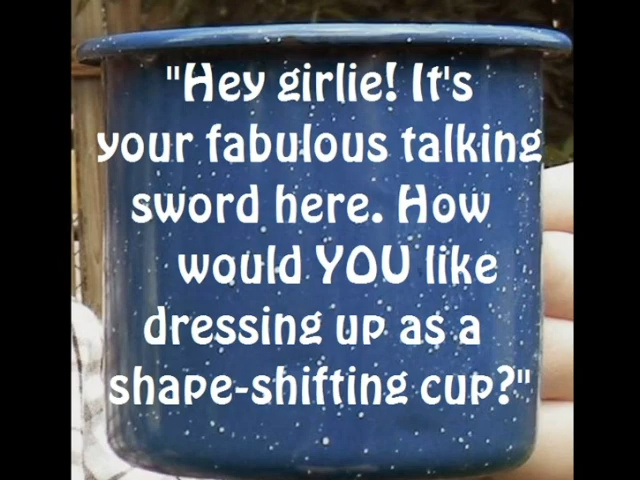 "Hey girlie! It's
your fabulous talking
sword here. How
would YOU like
dressing up as a
shape-shifting cup?"